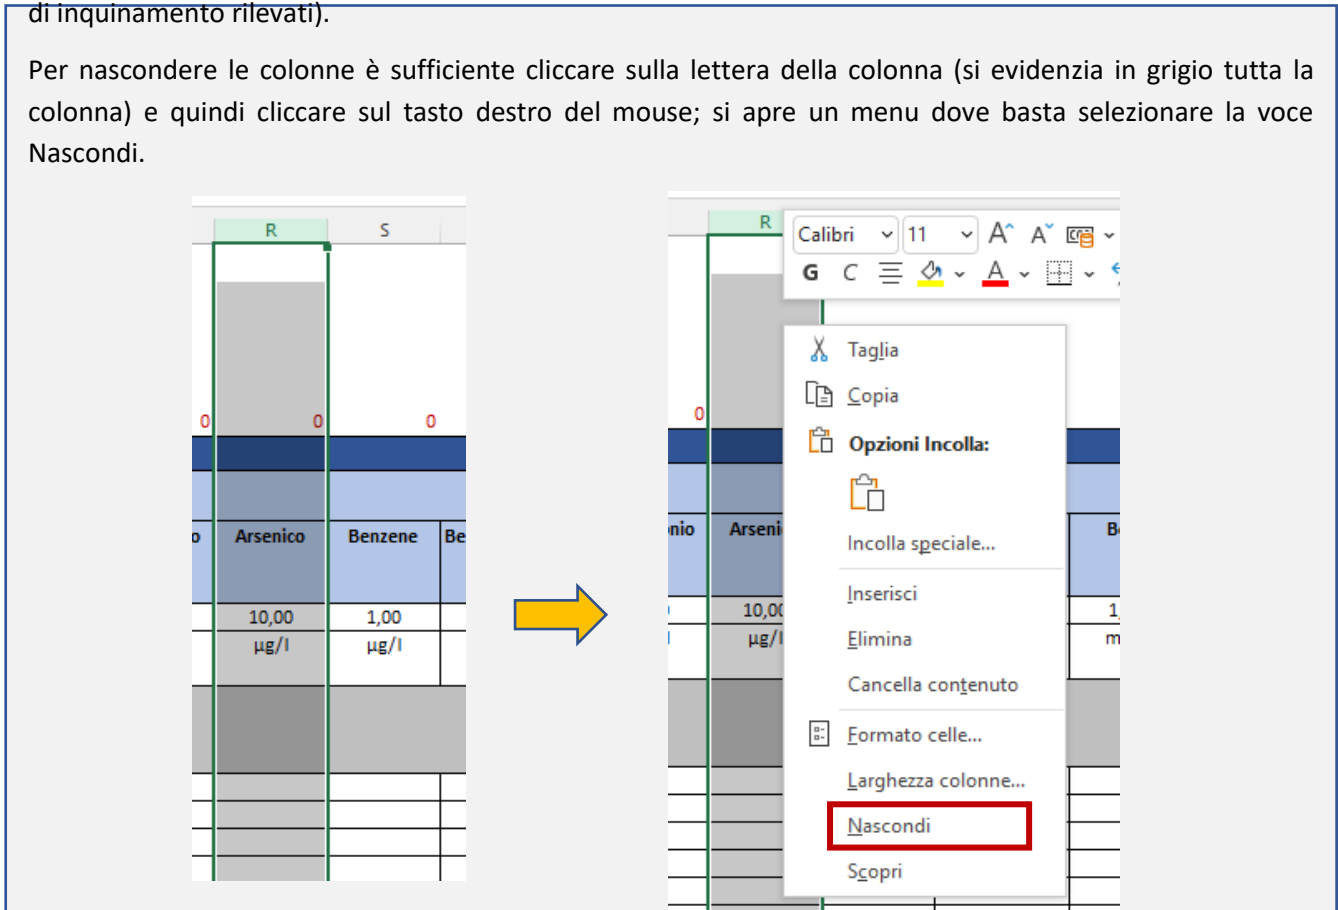 di inquinamento rilevati).
Per nascondere le colonne è sufficiente cliccare sulla lettera della colonna (si evidenzia in grigio tutta la
colonna) e quindi cliccare sul tasto destro del mouse; si apre un menu dove basta selezionare la voce
Nascondi.
R S
0 0 0
Arsenico Benzene Be
10,00 1,00
µg/l µg/l
R
Calibri 11 A A
G C A
0
Taglia
Copia
Opzioni Incolla:
Incolla speciale...
Inserisci
Elimina
Cancella contenuto
Formato celle...
Larghezza colonne...
Nascondi
Scopri
nio Arseni
10,00
µg/l